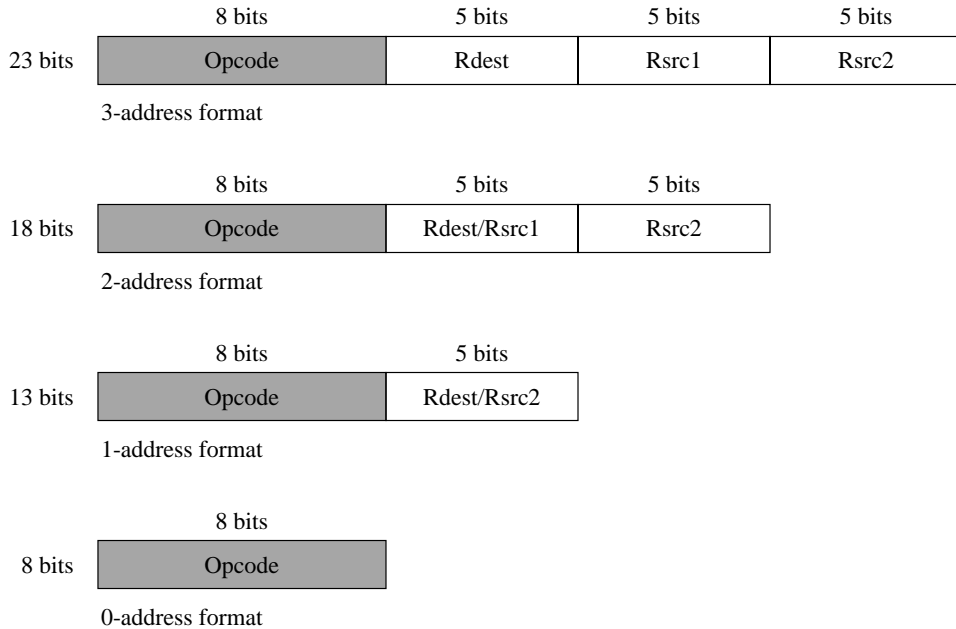 8 bits 5 bits 5 bits 5 bits
23 bits Opcode Rdest Rsrc1 Rsrc2
3-address format
8 bits 5 bits 5 bits
18 bits Opcode Rdest/Rsrc1 Rsrc2
2-address format
8 bits 5 bits
13 bits Opcode Rdest/Rsrc2
1-address format
8 bits
8 bits Opcode
0-address format